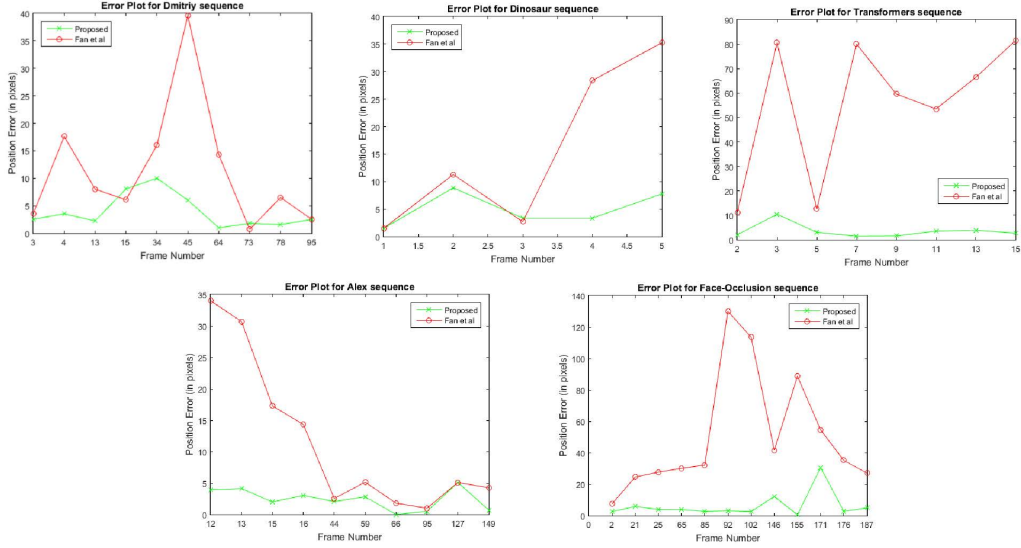 Error Plot for Dmitriy sequence
Proposed
Fan et al
Position Error (in pixels)
40
35
30
25
20
15
10
5
0
3 4 13 15 34 45 64 73 78 95
Frame Number
Error Plot for Dinosaur sequence
Proposed
Fan et al
Position Error (in pixels)
40
35
30
25
20
15
10
5
0
1 1.5 2 2.5 3 3.5 4 4.5 5
Frame Number
Error Plot for Transformers sequence
Position Error (in pixels)
90
80
70
60
50
40
30
20
10
0
Proposed
Fan et al
2 3 5 7 9 11 13 15
Frame Number
Error Plot for Alex sequence
Proposed
Fan et al
Position Error (in pixels)
35
30
25
20
15
10
5
0
12 13 15 16 44 59 66 95 127 149
Frame Number
Error Plot for Face-Occlusion sequence
Proposed
Fan et al
Position Error (in pixels)
140
120
100
80
60
40
20
0
0 2 21 25 65 85 92 102 146 155 171 176 187
Frame Number